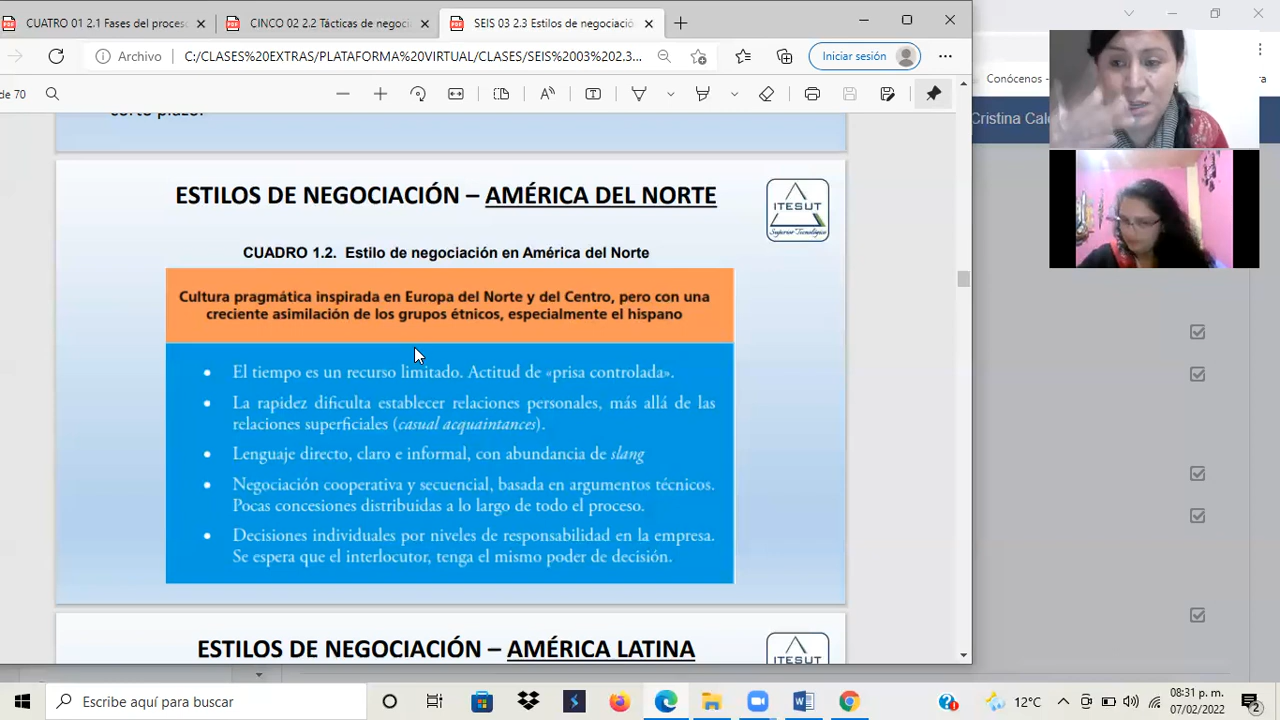 CUATRO 01 2.1 Fases del proces
CINCO 02 2.2 Tácticas de negoci
SEIS 03 2.3 Estilos de negociació
Archivo
C:/CLASES%20EXTRAS/PLATAFORMA%20VIRTUAL/CLASES/SEIS%2003%202.3...
Iniciar sesión
Conócenos
de 70
Cristina Cal
corto plazo.
ESTILOS DE NEGOCIACIÓN – AMÉRICA DEL NORTE
ITESUT
Superior Tecnológico
CUADRO 1.2. Estilo de negociación en América del Norte
Cultura pragmática inspirada en Europa del Norte y del Centro, pero con una
creciente asimilación de los grupos étnicos, especialmente el hispano
• El tiempo es un recurso limitado. Actitud de «prisa controlada».
• La rapidez dificulta establecer relaciones personales, más allá de las
relaciones superficiales (casual acquaintances).
• Lenguaje directo, claro e informal, con abundancia de slang
• Negociación cooperativa y secuencial, basada en argumentos técnicos.
Pocas concesiones distribuidas a lo largo de todo el proceso.
• Decisiones individuales por niveles de responsabilidad en la empresa.
Se espera que el interlocutor, tenga el mismo poder de decisión.
ESTILOS DE NEGOCIACIÓN – AMÉRICA LATINA
ITESUT
Escribe aquí para buscar
12°C
08:31 p. m.
07/02/2022
2